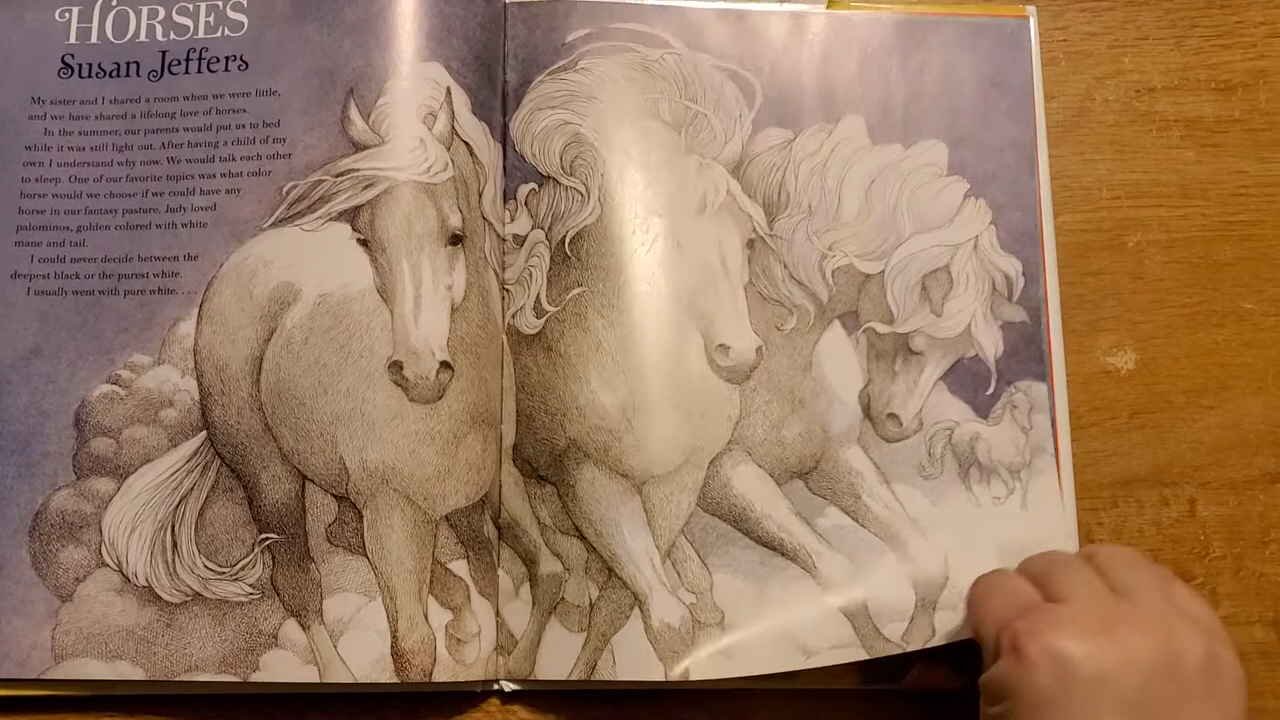 HORSES
Susan Jeffers
My sister and I shared a room when we were little,
and we have shared a lifelong love of horses.
In the summer, our parents would put us to bed
while it was still light out. After having a child of my
own I understand why now. We would talk each other
to sleep. One of our favorite topics was what color
horse would we choose if we could have any
horse in our fantasy pasture. Judy loved
palominos, golden colored with white
mane and tail.
I could never decide between the
deepest black or the purest white.
I usually went with pure white. . . .